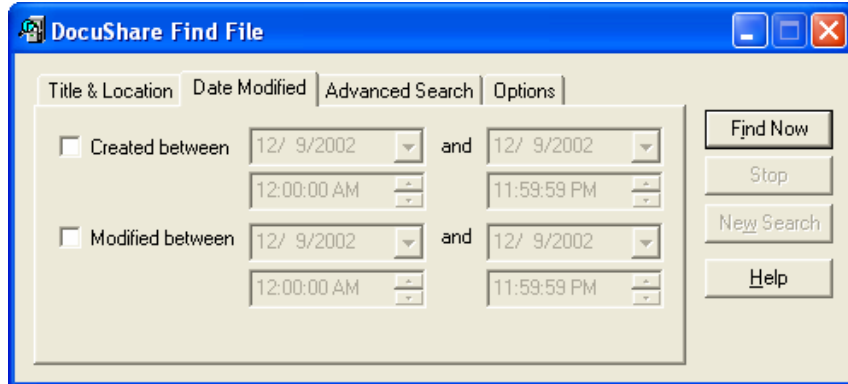 DocuShare Find File
Title & Location Date Modified Advanced Search Options
Created between 12/ 9/2002 and 12/ 9/2002
12:00:00 AM 11:59:59 PM
Modified between 12/ 9/2002 and 12/ 9/2002
12:00:00 AM 11:59:59 PM
Find Now
Stop
New Search
Help